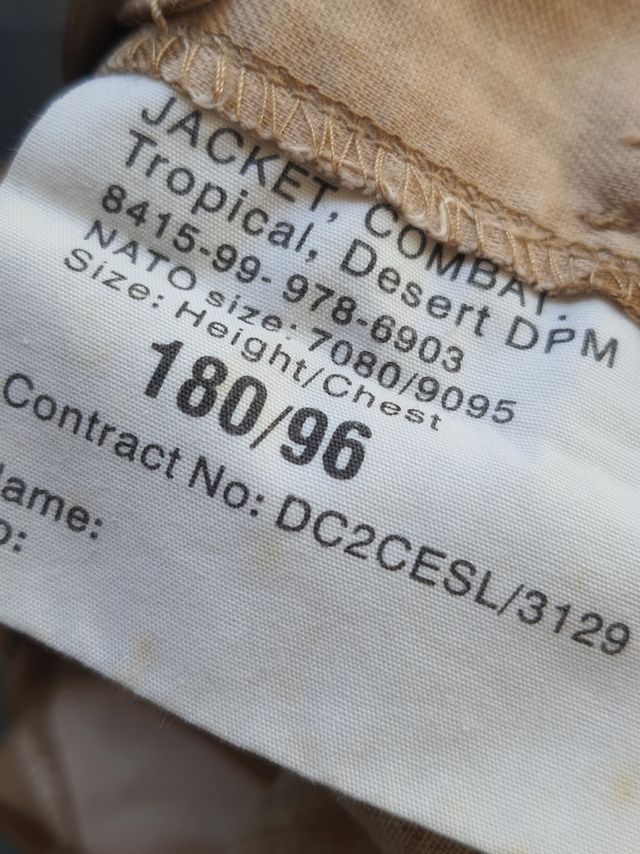 JACKET, COMBAT.
Tropical, Desert DPM
8415-99-978-6903
NATO size: 7080/9095
Size: Height/Chest
180/96
Contract No: DC2CESL/3129
ame:
o: